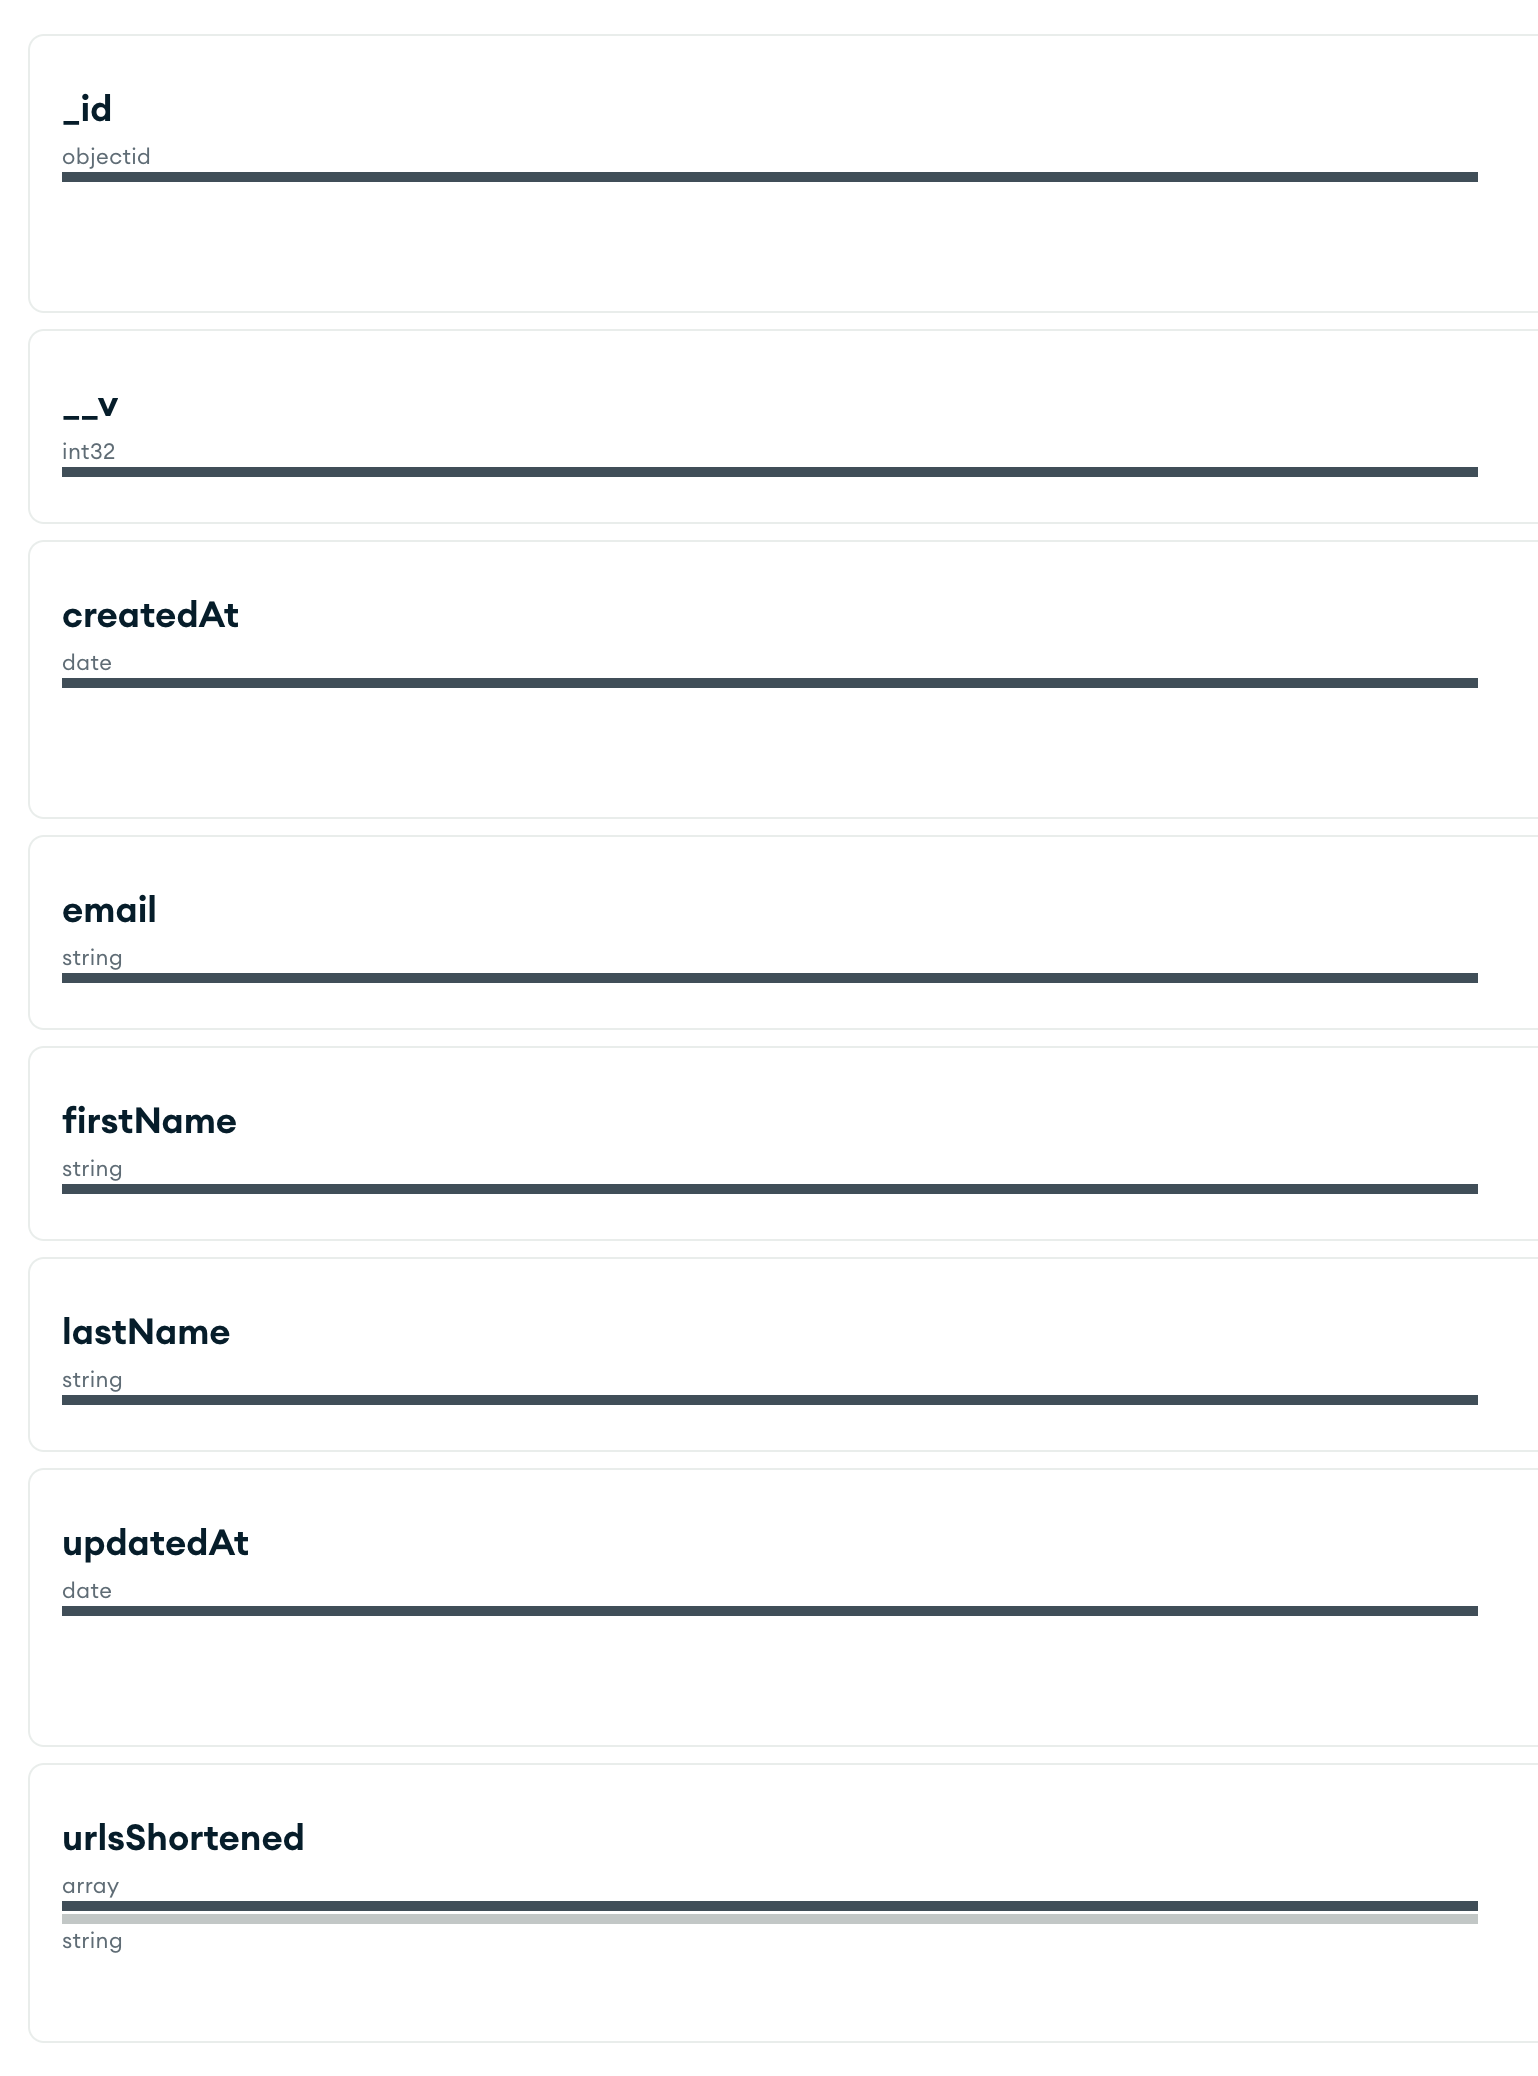 _id
objectid
__v
int32
createdAt
date
email
string
firstName
string
lastName
string
updatedAt
date
urlsShortened
array
string